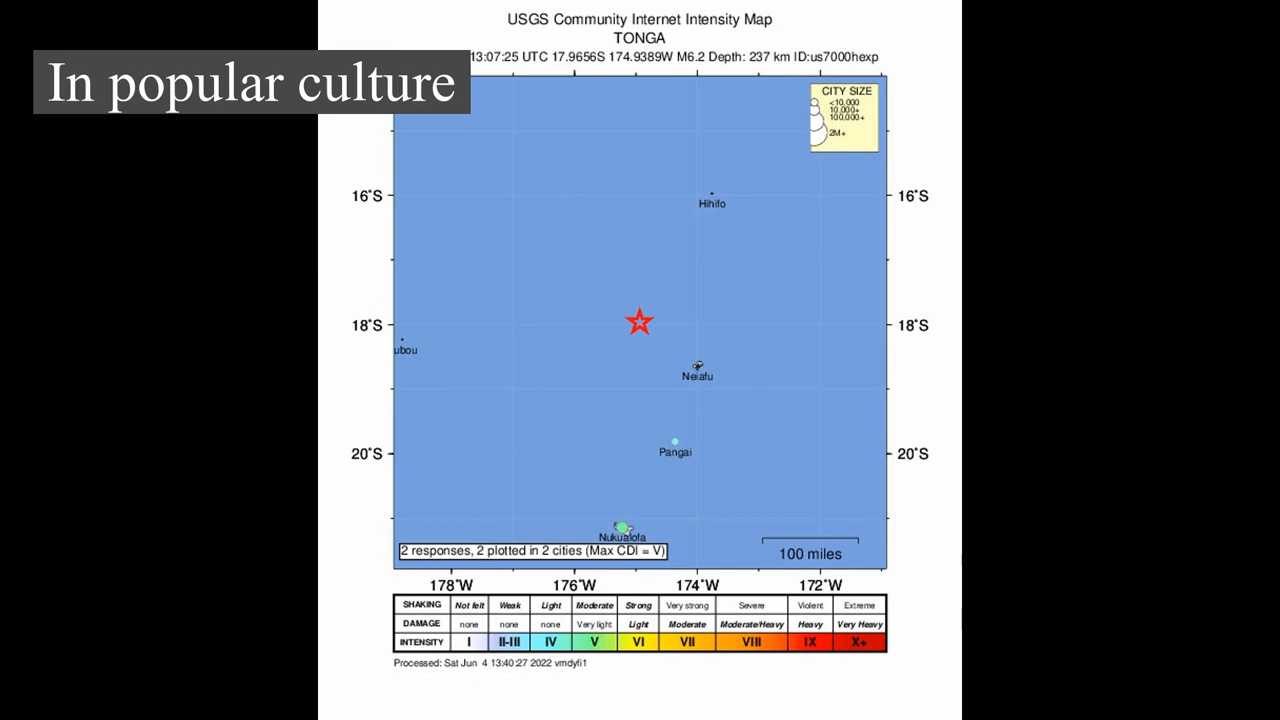 USGS Community Internet Intensity Map
TONGA
13:07:25 UTC 17.9656S 174.9389W M6.2 Depth: 237 km ID:us7000hexp
In popular culture
CITY SIZE
<10,000
10,000+
100,000+
2M+
16°S
16°S
Hihifo
18°S
18°S
ubou
Neiafu
20°S
20°S
Pangai
Nukualofa
2 responses, 2 plotted in 2 cities (Max CDI = V)
100 miles
178°W 176°W 174°W 172°W
SHAKING Not felt Weak Light Moderate Strong Very strong Severe Violent Extreme
DAMAGE none none none Very light Light Moderate Moderate/Heavy Heavy Very Heavy
INTENSITY I II-III IV V VI VII VIII IX X+
Processed: Sat Jun 4 13:40:27 2022 vmdyfi1